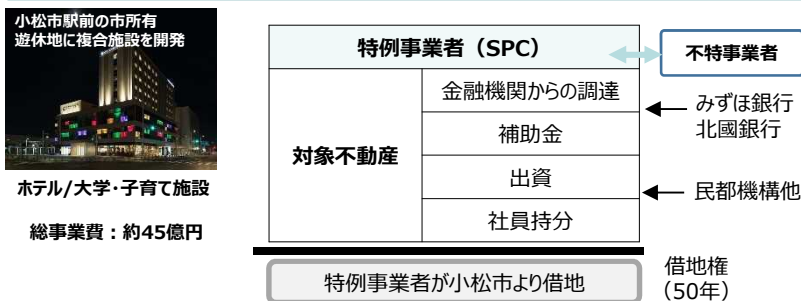 小松市駅前の市所有
遊休地に複合施設を開発
ホテル/大学・子育て施設
総事業費：約45億円
特例事業者（SPC）
不特事業者
対象不動産
金融機関からの調達
補助金
出資
社員持分
みずほ銀行
北國銀行
民都機構他
特例事業者が小松市より借地
借地権
（50年）